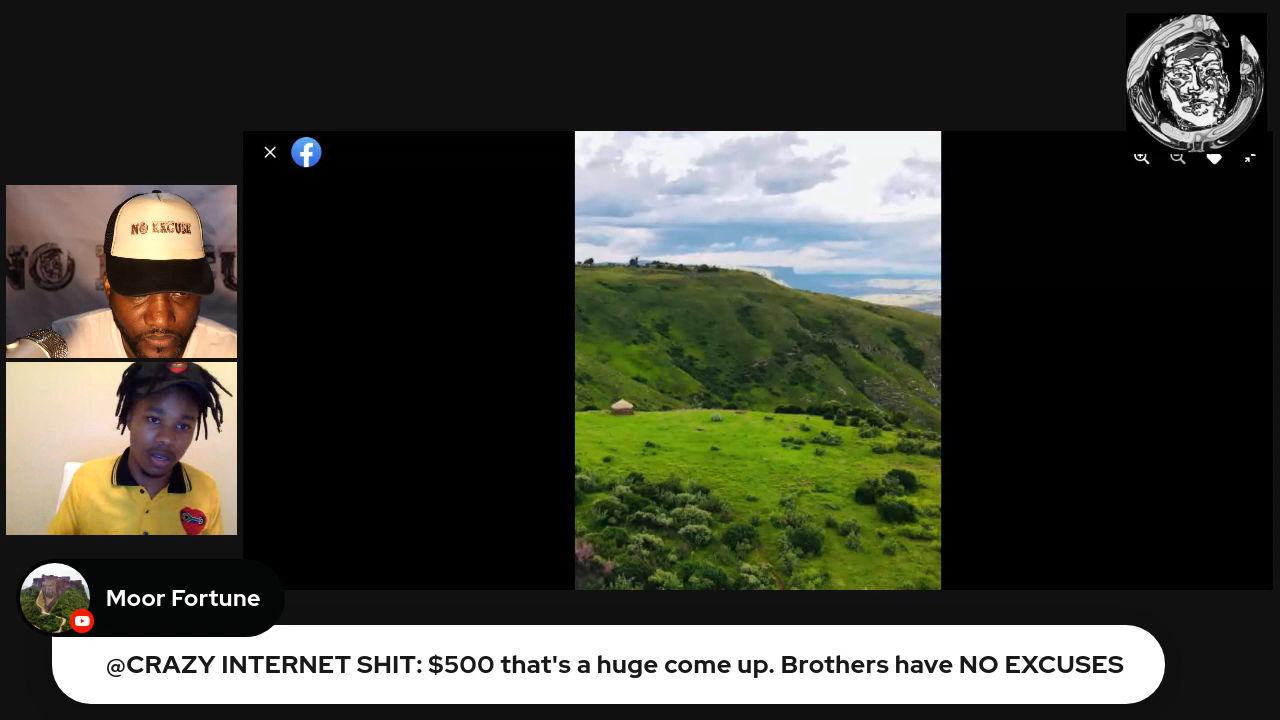 NO EXCUSE
Moor Fortune
@CRAZY INTERNET SHIT: $500 that's a huge come up. Brothers have NO EXCUSES